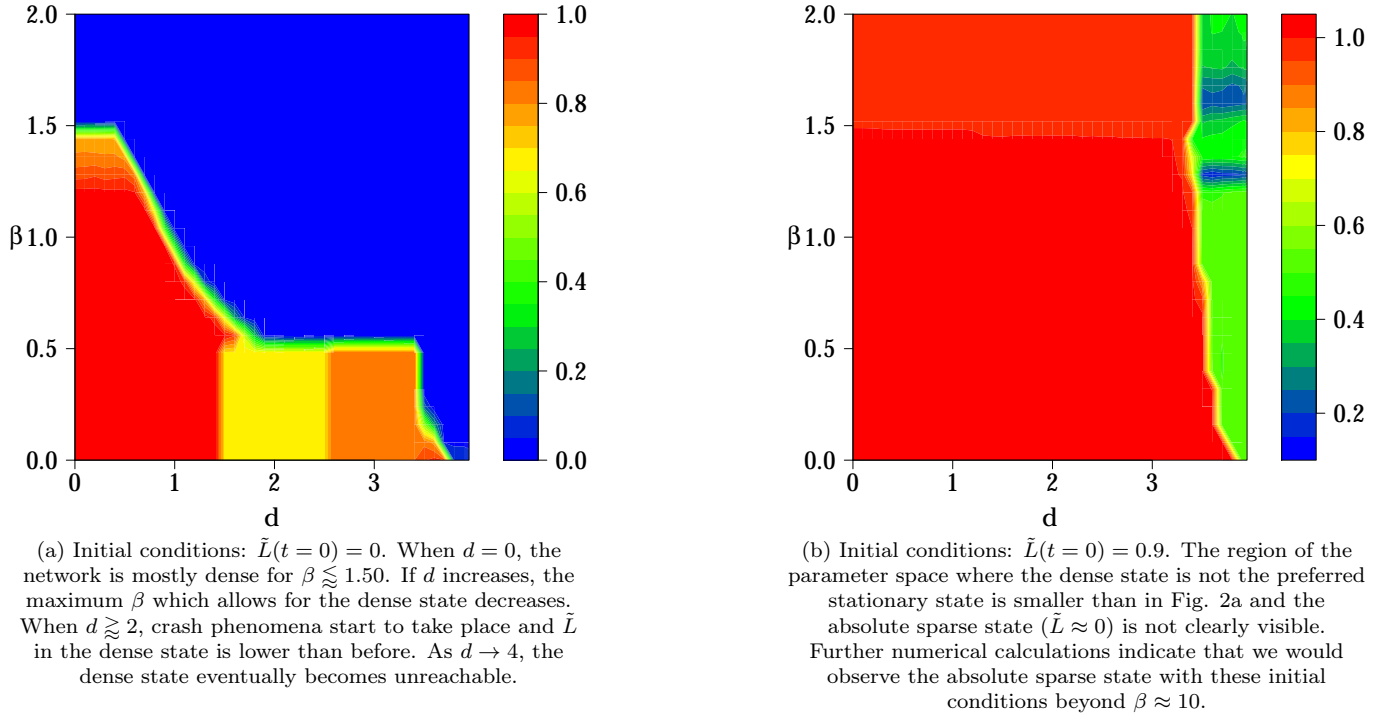 2.0
1.5
β 1.0
0.5
0.0
0
1
2
3
d
1.0
0.8
0.6
0.4
0.2
0.0
(a) Initial conditions: L̃(t = 0) = 0. When d = 0, the
network is mostly dense for β ⪅ 1.50. If d increases, the
maximum β which allows for the dense state decreases.
When d ⪆ 2, crash phenomena start to take place and L̃
in the dense state is lower than before. As d → 4, the
dense state eventually becomes unreachable.
2.0
1.5
β 1.0
0.5
0.0
0
1
2
3
d
1.0
0.8
0.6
0.4
0.2
(b) Initial conditions: L̃(t = 0) = 0.9. The region of the
parameter space where the dense state is not the preferred
stationary state is smaller than in Fig. 2a and the
absolute sparse state (L̃ ≈ 0) is not clearly visible.
Further numerical calculations indicate that we would
observe the absolute sparse state with these initial
conditions beyond β ≈ 10.